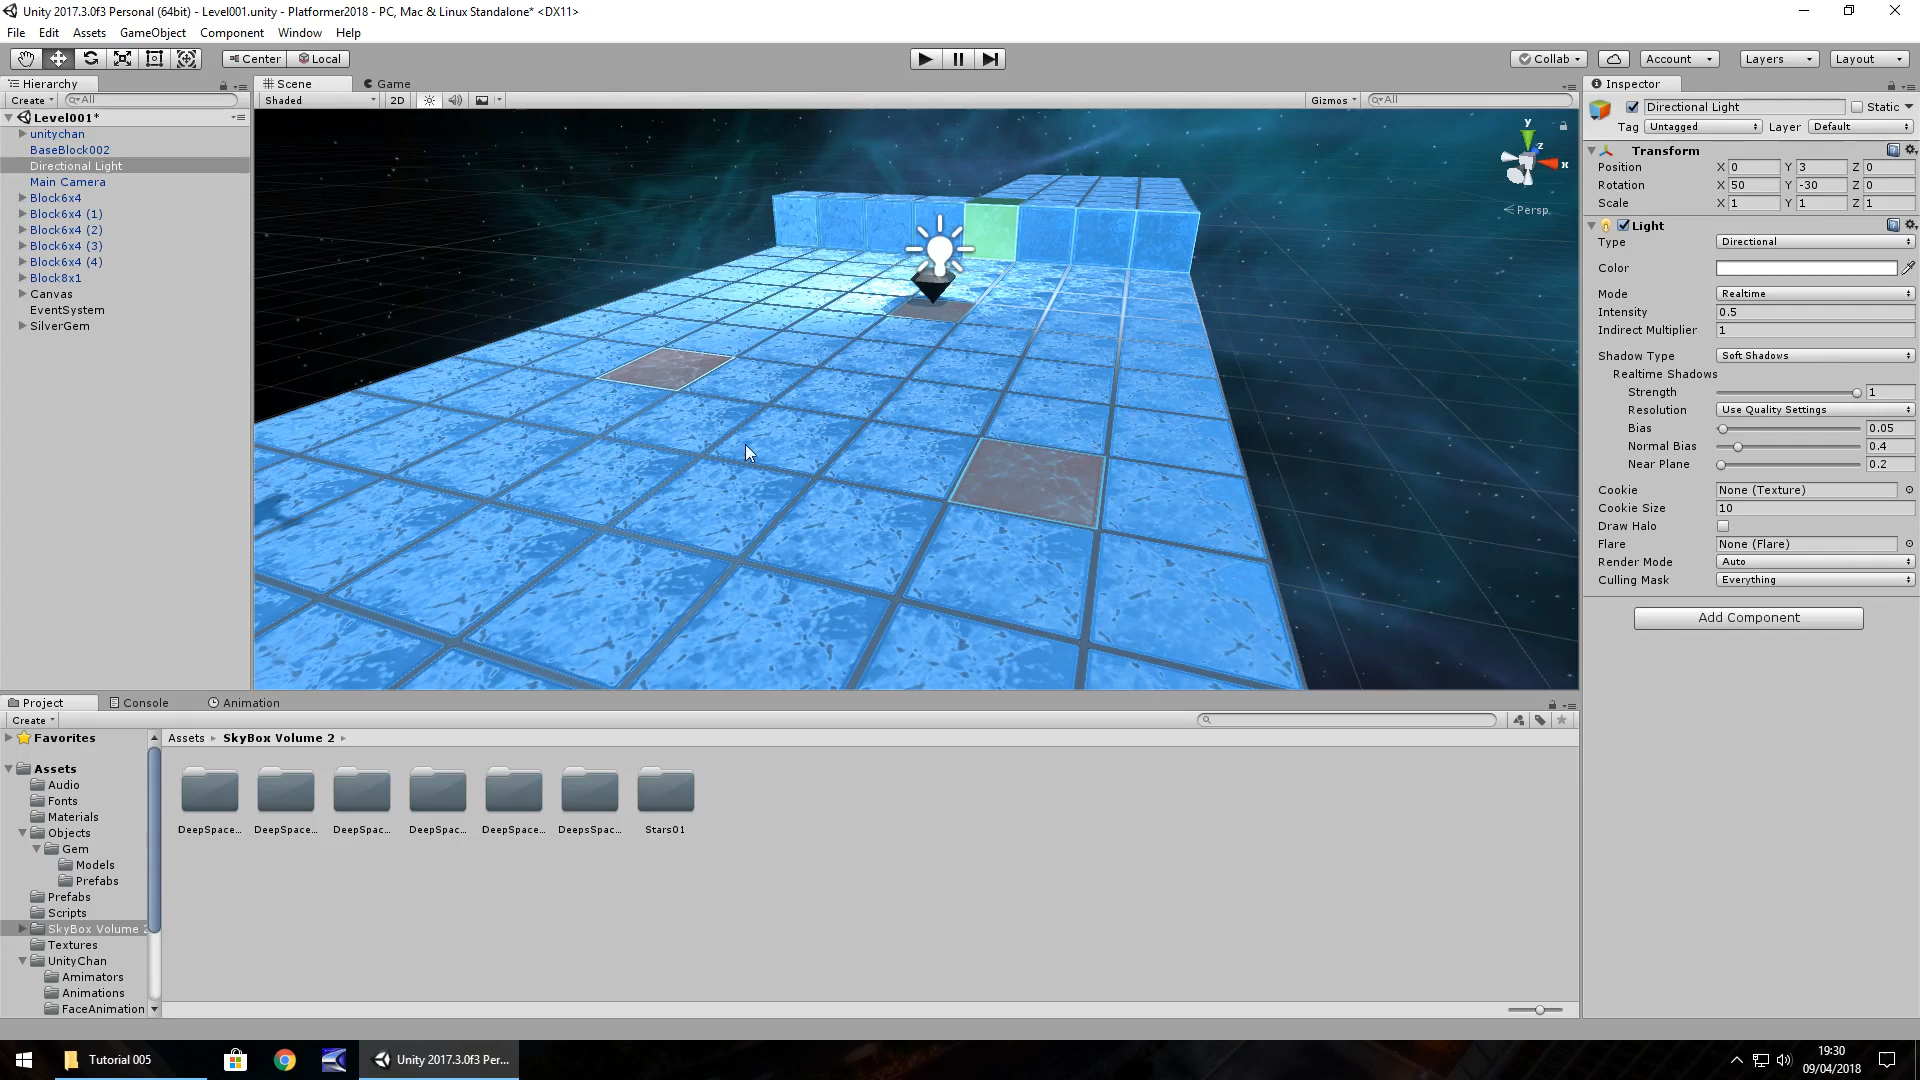 Unity 2017.3.0f3 Personal (64bit) - Level001.unity - Platformer2018 - PC, Mac & Linux Standalone* <DX11>
File Edit Assets GameObject Component Window Help
Center Local Collab Account Layers Layout
Hierarchy Scene Game Inspector
Create All Shaded 2D Gizmos All
Directional Light Static
Level001*
Tag Untagged Layer Default
unitychan
BaseBlock002
Directional Light
Main Camera
Block6x4
Block6x4 (1)
Block6x4 (2)
Block6x4 (3)
Block6x4 (4)
Block8x1
Canvas
EventSystem
SilverGem
y
z
x
Persp
Transform
Position X 0 Y 3 Z 0
Rotation X 50 Y -30 Z 0
Scale X 1 Y 1 Z 1
Light
Type Directional
Color
Mode Realtime
Intensity 0.5
Indirect Multiplier 1
Shadow Type Soft Shadows
Realtime Shadows
Strength 1
Resolution Use Quality Settings
Bias 0.05
Normal Bias 0.4
Near Plane 0.2
Cookie None (Texture)
Cookie Size 10
Draw Halo
Flare None (Flare)
Render Mode Auto
Culling Mask Everything
Add Component
Project Console Animation
Create
Favorites
Assets
Audio
Fonts
Materials
Objects
Gem
Models
Prefabs
Prefabs
Scripts
SkyBox Volume 2
Textures
UnityChan
Amimators
Animations
FaceAnimation
Assets SkyBox Volume 2
DeepSpace... DeepSpace... DeepSpac... DeepSpac... DeepSpace... DeepsSpac... Stars01
Tutorial 005 Unity 2017.3.0f3 Per...
19:30
09/04/2018